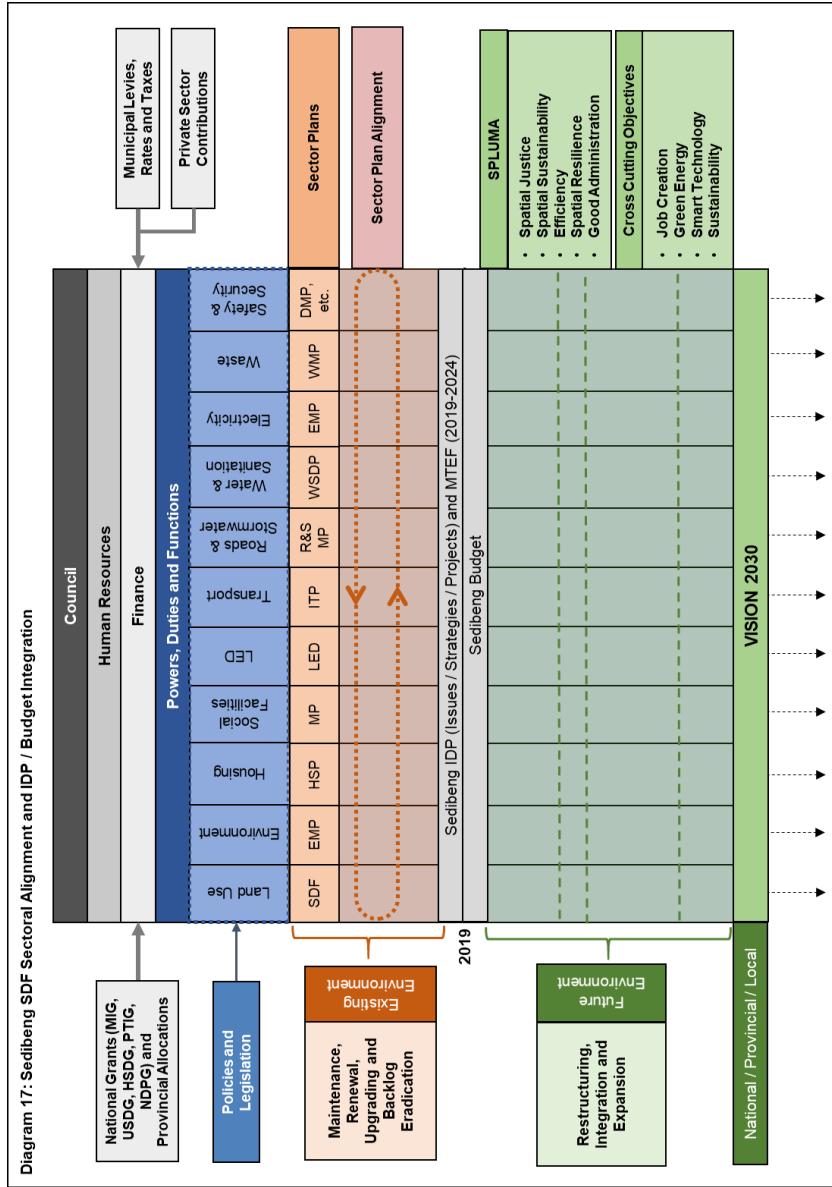 Diagram 17: Sedibeng SDF Sectoral Alignment and IDP / Budget Integration
Council
Human Resources
Finance
Powers, Duties and Functions
National Grants (MIG,
USDG, HSDG, PTIG,
NDPG) and
Provincial Allocations
Municipal Levies,
Rates and Taxes
Private Sector
Contributions
Policies and
Legislation
Land Use
Environment
Housing
Social
Facilities
LED
Transport
Roads &
Stormwater
Water &
Sanitation
Electricity
Waste
Safety &
Security
SDF
EMP
HSP
MP
LED
ITP
R&S
MP
WSDP
EMP
WMP
DMP,
etc.
Sector Plans
Maintenance,
Renewal,
Upgrading and
Backlog
Eradication
Existing
Environment
Sector Plan Alignment
2019
Sedibeng IDP (Issues / Strategies / Projects) and MTEF (2019-2024)
Sedibeng Budget
Restructuring,
Integration and
Expansion
Future
Environment
SPLUMA
• Spatial Justice
• Spatial Sustainability
• Efficiency
• Spatial Resilience
• Good Administration
Cross Cutting Objectives
• Job Creation
• Green Energy
• Smart Technology
• Sustainability
National / Provincial / Local
VISION 2030